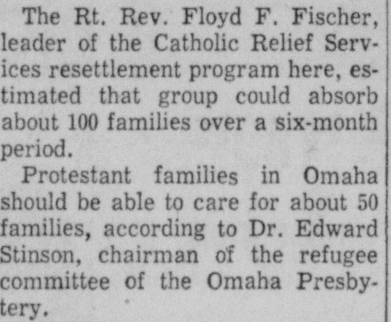 The Rt. Rev. Floyd F. Fischer,
leader of the Catholic Relief Serv-
ices resettlement program here, es-
timated that group could absorb
about 100 families over a six-month
period.
Protestant families in Omaha
should be able to care for about 50
families, according to Dr. Edward
Stinson, chairman of the refugee
committee of the Omaha Presby-
tery.